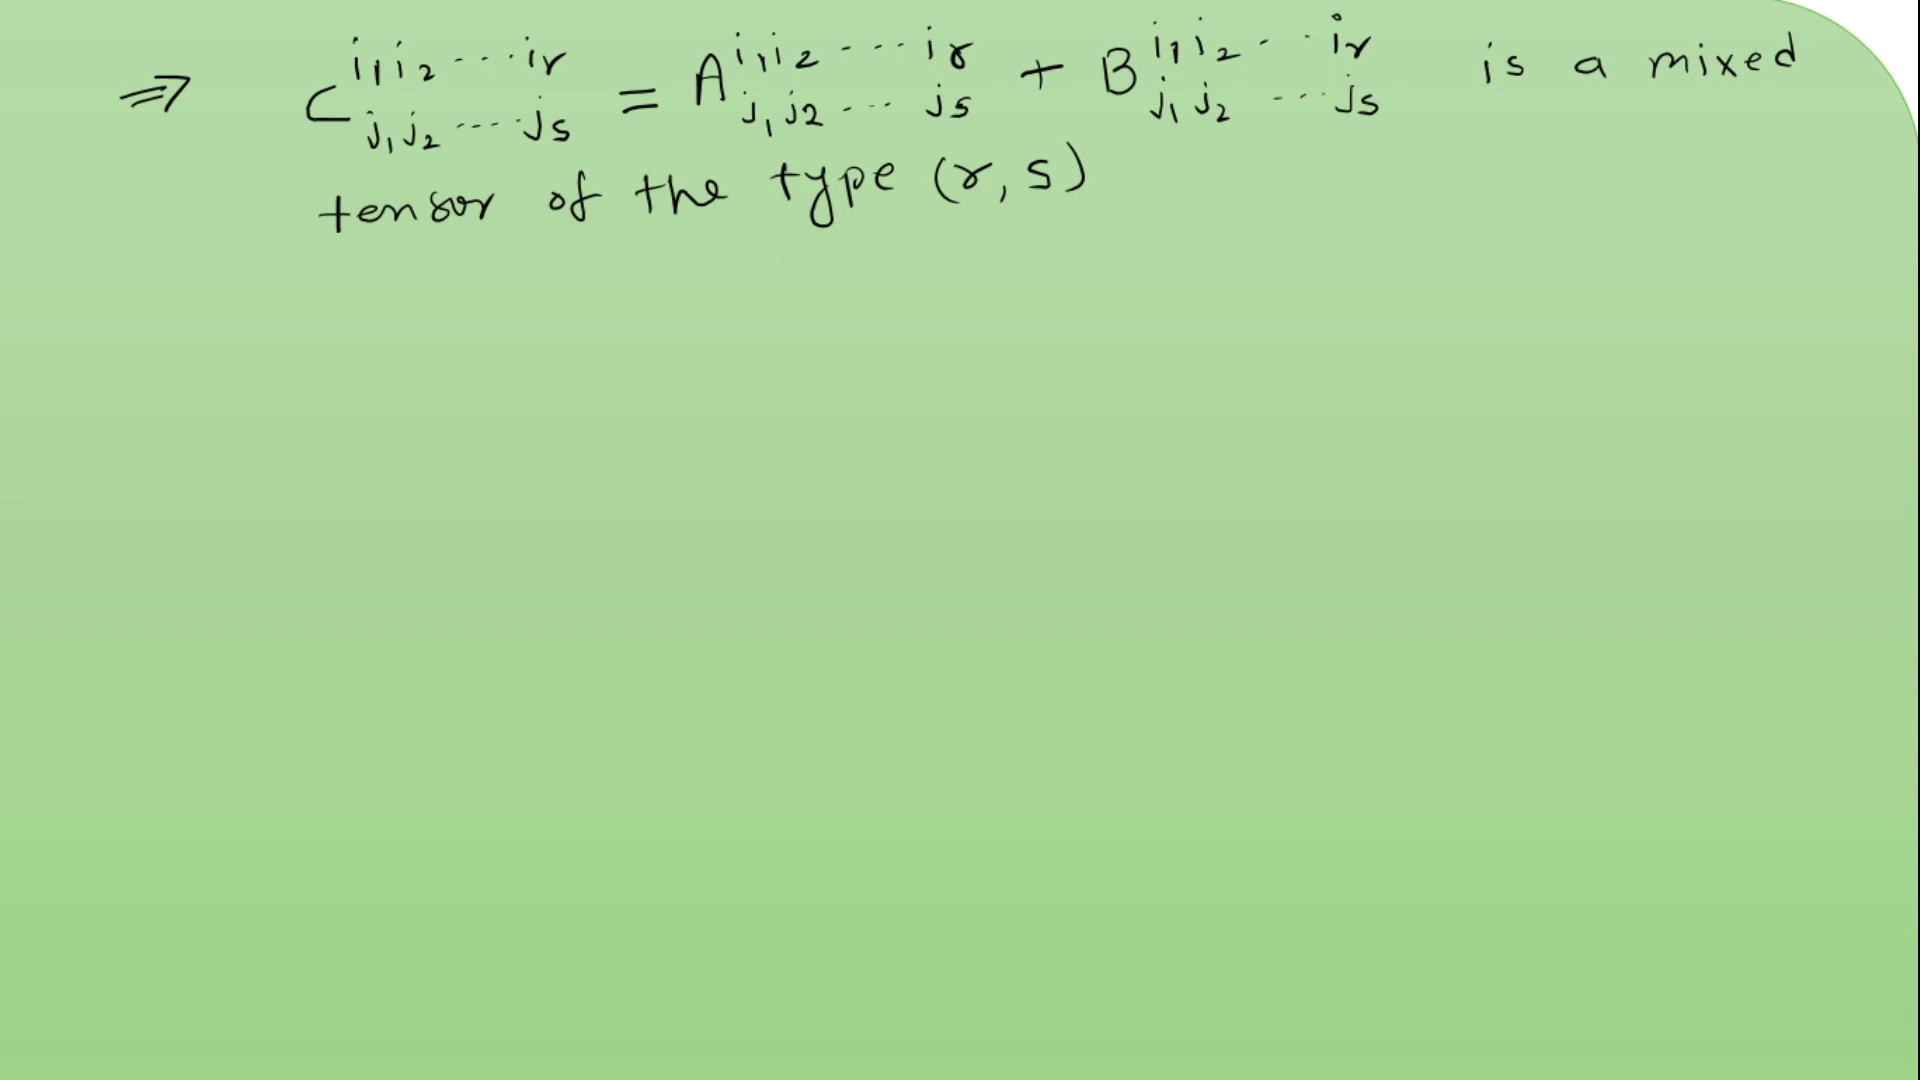 ⇒ C^{i₁i₂····iᵣ}_{j₁j₂·····jₛ} = A^{i₁i₂····iᵣ}_{j₁j₂····jₛ} + B^{i₁i₂···iᵣ}_{j₁j₂····jₛ} is a mixed
tensor of the type (r, s)